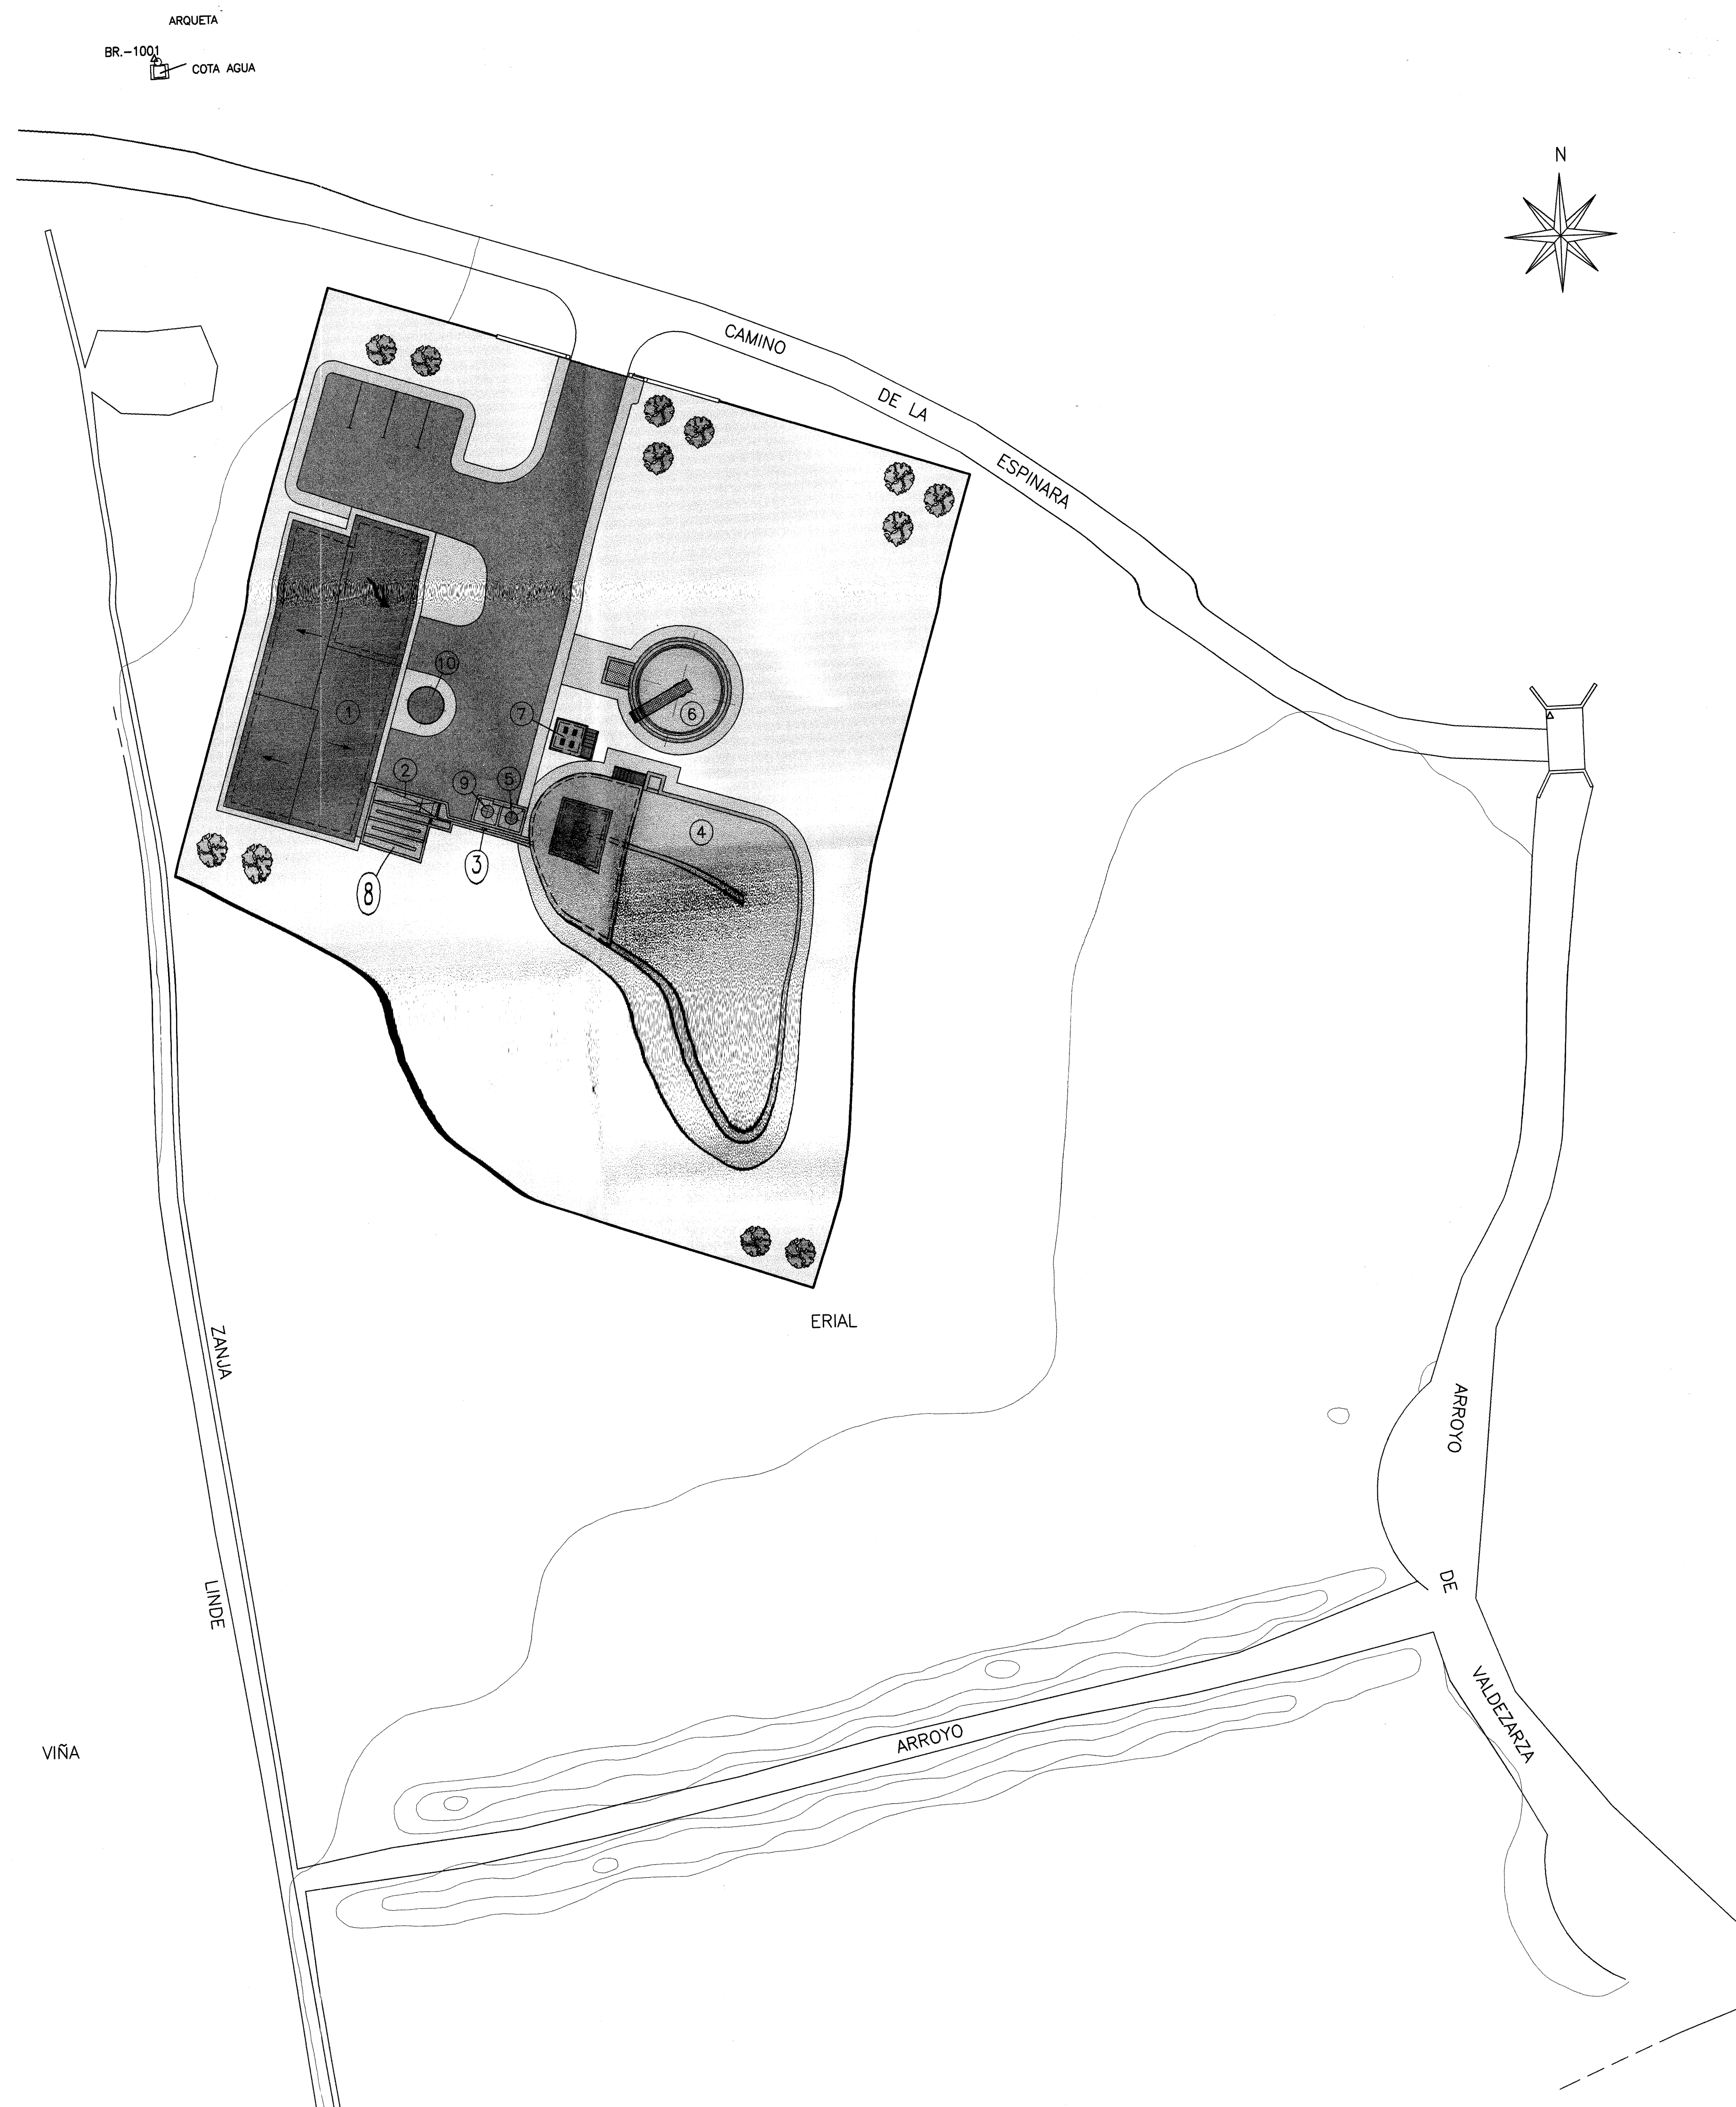 ARQUETA
BR.-1001
COTA AGUA
N
CAMINO
DE LA
ESPINARA
10
1
7
6
2
9
5
4
3
8
ERIAL
ZANJA
ARROYO
LINDE
DE
VALDEZARZA
ARROYO
VIÑA